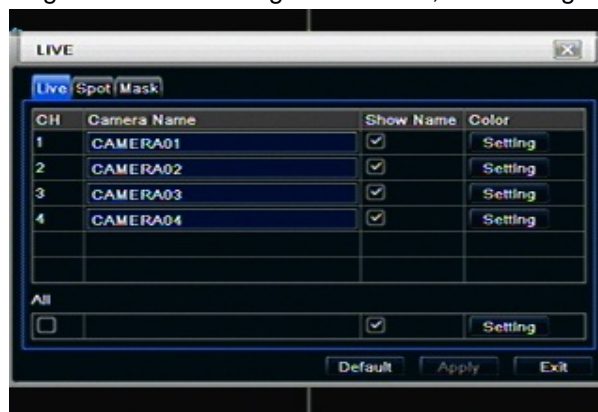 LIVE
Live Spot Mask
CH Camera Name Show Name Color
1 CAMERA01 Setting
2 CAMERA02 Setting
3 CAMERA03 Setting
4 CAMERA04 Setting
All
Setting
Default Apply Exit